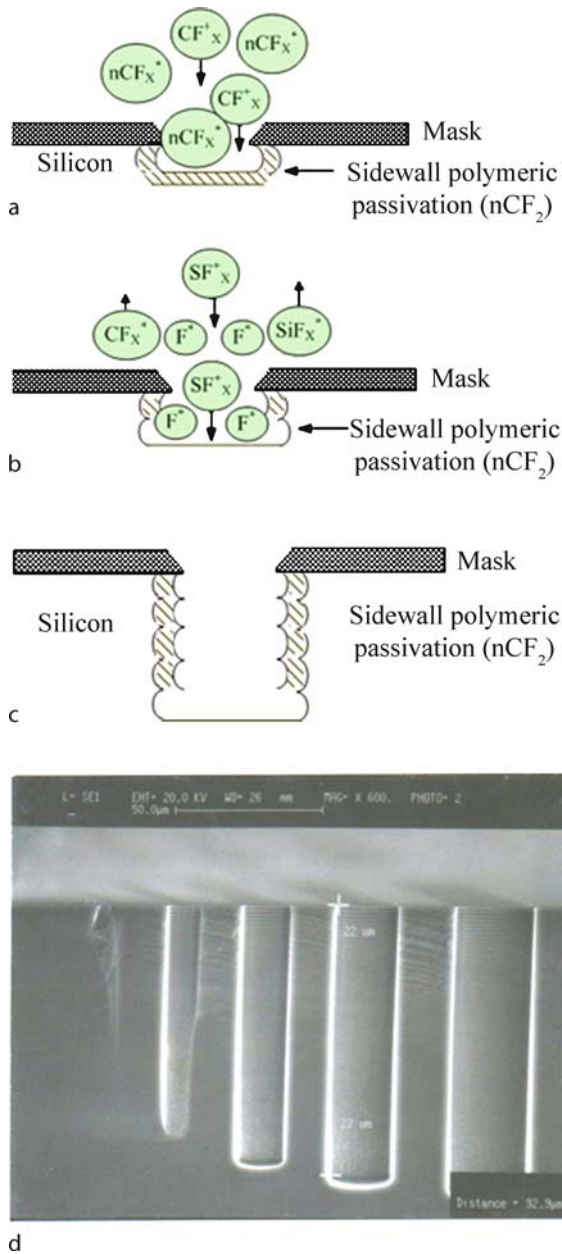 CF⁺ₓ
nCFₓ*
nCFₓ*
CF⁺ₓ
nCFₓ*
Mask
Silicon
Sidewall polymeric
passivation (nCF₂)
a
SF⁺ₓ
CFₓ*
F*
F*
SiFₓ*
SF⁺ₓ
Mask
F*
F*
Sidewall polymeric
passivation (nCF₂)
b
Mask
Silicon
Sidewall polymeric
passivation (nCF₂)
c
L= SE1 EHT= 20.0 KV WD= 26 mm MAG= X 600. PHOTO= 2
50.0µm
22 um
22 um
Distance = 92.9µm
d